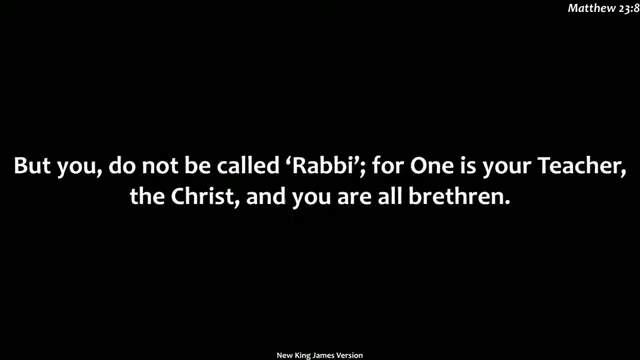 Matthew 23:8
But you, do not be called ‘Rabbi’; for One is your Teacher,
the Christ, and you are all brethren.
New King James Version